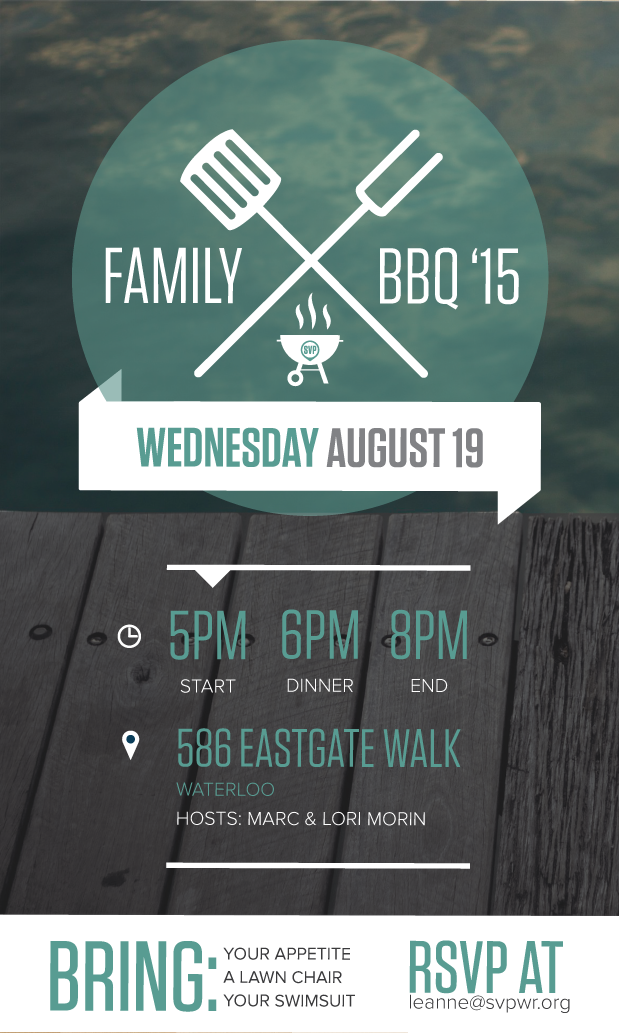 FAMILY BBQ ‘15
SVP
WEDNESDAY AUGUST 19
5PM 6PM 8PM
START DINNER END
586 EASTGATE WALK
WATERLOO
HOSTS: MARC & LORI MORIN
BRING:
YOUR APPETITE
A LAWN CHAIR
YOUR SWIMSUIT
RSVP AT
leanne@svpwr.org